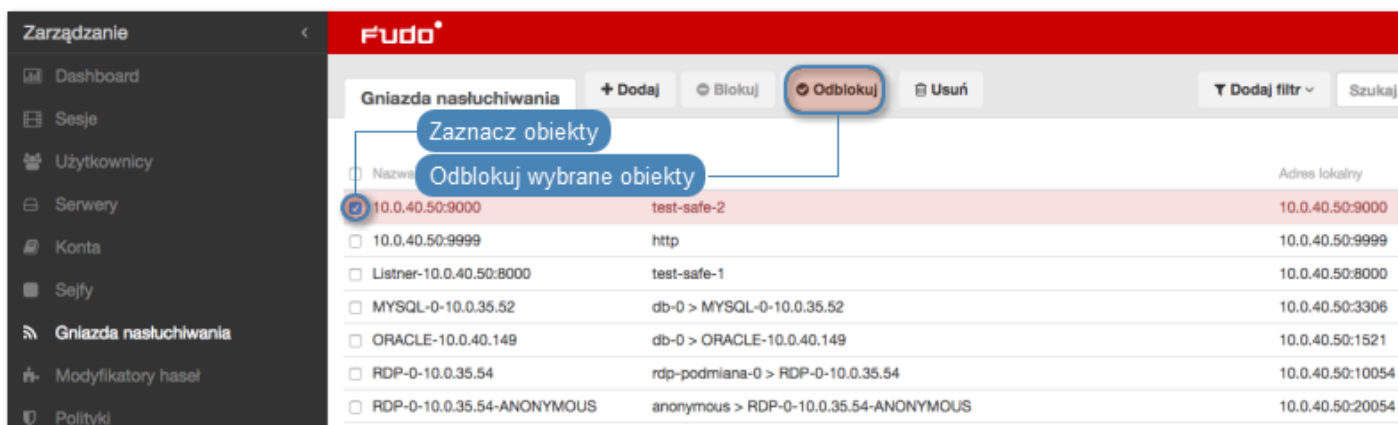 Zarządzanie
Fudo
Dashboard
Sesje
Użytkownicy
Serwery
Konta
Sejfy
Gniazda nasłuchiwania
Modyfikatory haseł
Polityki
Gniazda nasłuchiwania
Dodaj
Blokuj
Odblokuj
Usuń
Dodaj filtr
Szukaj
Zaznacz obiekty
Odblokuj wybrane obiekty
Adres lokalny
10.0.40.50:9000 test-safe-2 10.0.40.50:9000
10.0.40.50:9999 http 10.0.40.50:9999
Listner-10.0.40.50:8000 test-safe-1 10.0.40.50:8000
MYSQL-0-10.0.35.52 db-0 > MYSQL-0-10.0.35.52 10.0.40.50:3306
ORACLE-10.0.40.149 db-0 > ORACLE-10.0.40.149 10.0.40.50:1521
RDP-0-10.0.35.54 rdp-podmiana-0 > RDP-0-10.0.35.54 10.0.40.50:10054
RDP-0-10.0.35.54-ANONYMOUS anonymous > RDP-0-10.0.35.54-ANONYMOUS 10.0.40.50:20054